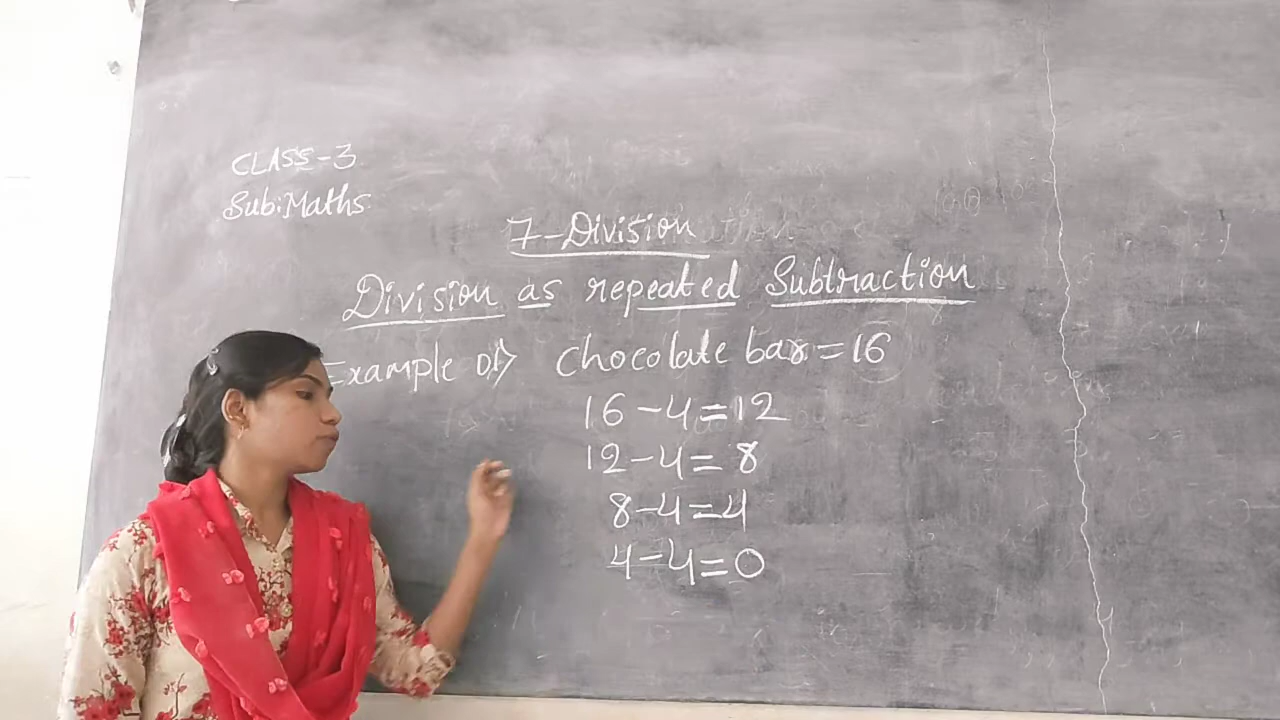 CLASS-3
Sub:Maths
7-Division
Division as repeated Subtraction
Example 01> Chocolate bar=16
16-4=12
12-4=8
8-4=4
4-4=0